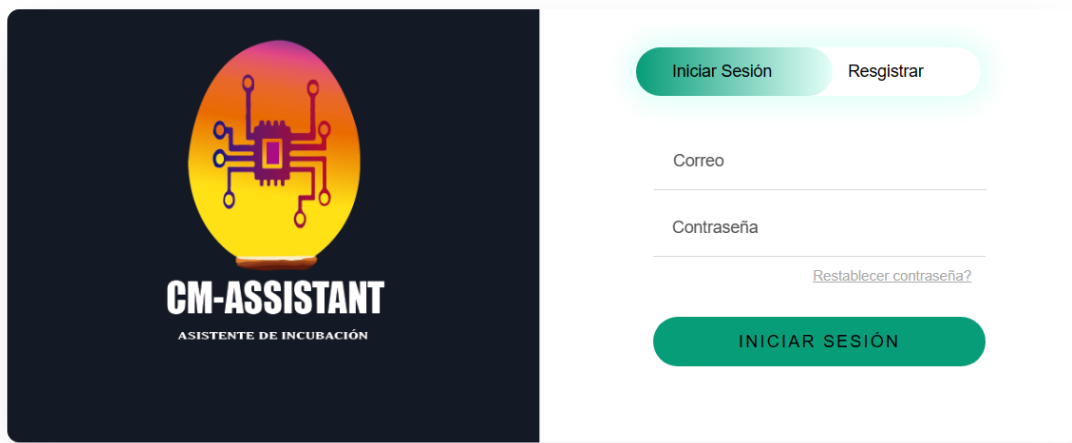 CM-ASSISTANT
ASISTENTE DE INCUBACIÓN
Iniciar Sesión
Resgistrar
Correo
Contraseña
Restablecer contraseña?
INICIAR SESIÓN